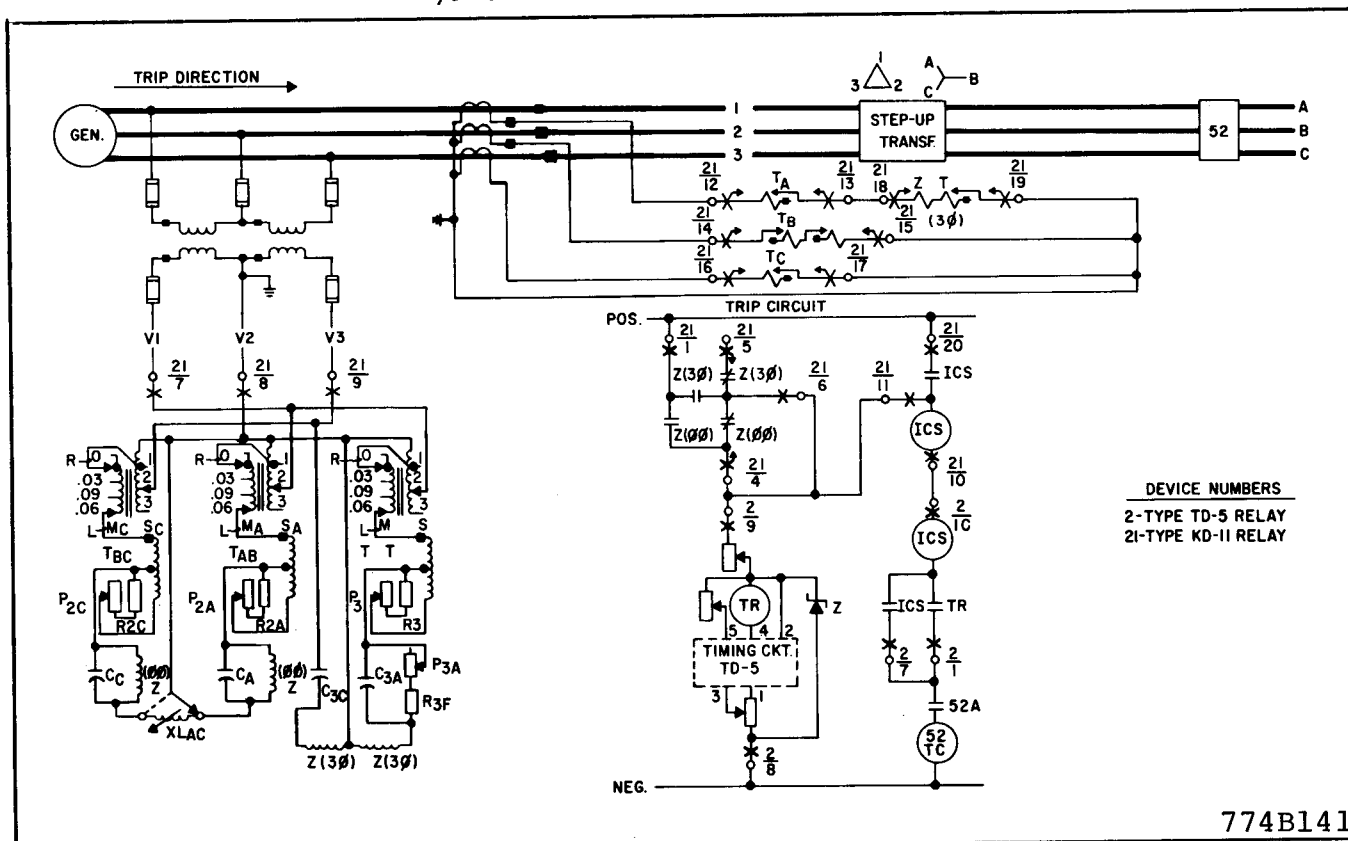 TRIP DIRECTION
GEN.
1
2
3
1
3 2
A
B
C
STEP-UP
TRANSF.
52
A
B
C
21
12
TA
21
13
21
18
Z
T
21
19
21
14
TB
21
15
(3Ø)
21
16
TC
21
17
TRIP CIRCUIT
POS.
V1
V2
V3
21
7
21
8
21
9
21
1
21
5
21
20
Z(3Ø)
Z(3Ø)
21
6
21
11
ICS
Z(ØØ)
Z(ØØ)
ICS
21
4
21
10
2
9
2
10
ICS
R
0
.03
.09
.06
1
2
3
L
MC
SC
R
0
.03
.09
.06
1
2
3
L
MA
SA
R
0
.03
.09
.06
1
2
3
L
M
S
TBC
TAB
T T
P2C
R2C
P2A
R2A
P3
R3
CC
(ØØ)
Z
CA
(ØØ)
Z
C3C
C3A
P3A
R3F
XLAC
Z(3Ø)
Z(3Ø)
TR
Z
5
4
2
TIMING CKT.
TD-5
3
1
2
8
ICS
TR
2
7
2
1
52A
52
TC
NEG.
DEVICE NUMBERS
2-TYPE TD-5 RELAY
21-TYPE KD-11 RELAY
774B141